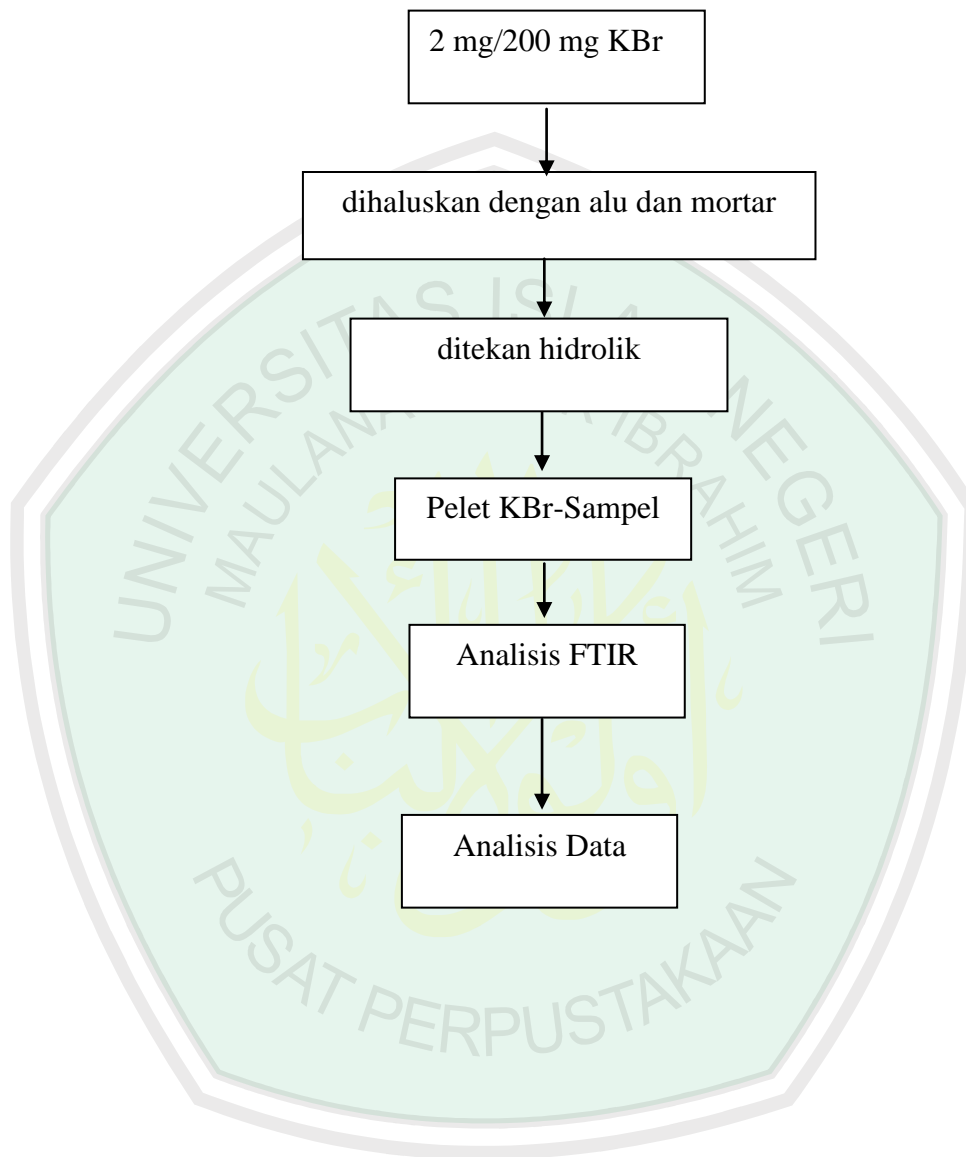 2 mg/200 mg KBr
dihaluskan dengan alu dan mortar
ditekan hidrolik
Pelet KBr-Sampel
Analisis FTIR
Analisis Data
UNIVERSITAS ISLAM NEGERI
MAULANA MALIK IBRAHIM
PUSAT PERPUSTAKAAN